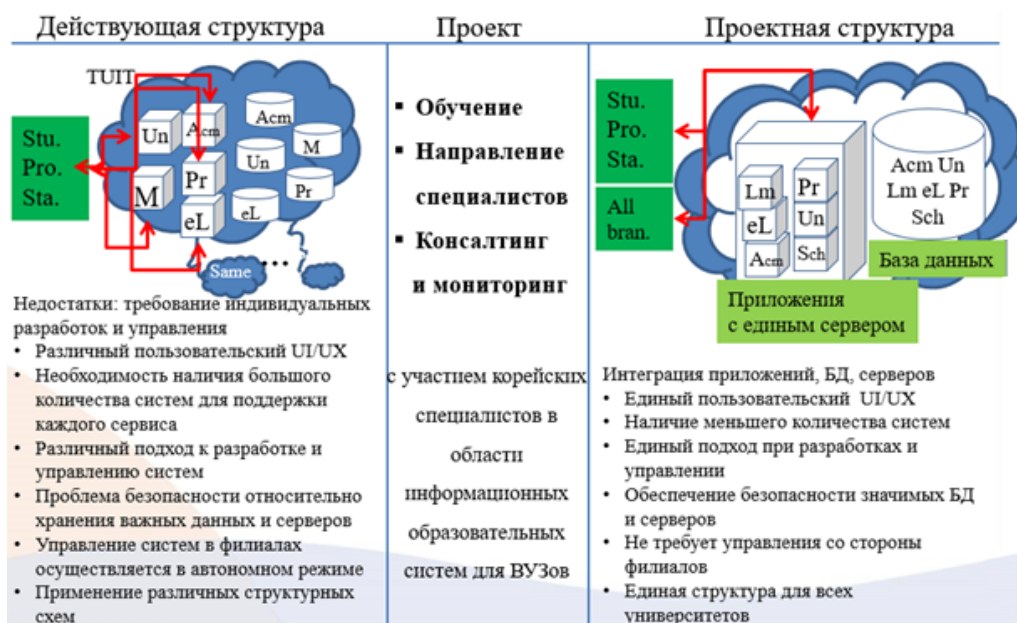 Действующая структура
TUIT
Stu.
Pro.
Sta.
Un
Acm
M
Pr
eL
Acm
M
Un
Pr
eL
Same
...
Недостатки: требование индивидуальных
разработок и управления
• Различный пользовательский UI/UX
• Необходимость наличия большого
количества систем для поддержки
каждого сервиса
• Различный подход к разработке и
управлению систем
• Проблема безопасности относительно
хранения важных данных и серверов
• Управление систем в филиалах
осуществляется в автономном режиме
• Применение различных структурных
схем
Проект
▪ Обучение
▪ Направление
специалистов
▪ Консалтинг
и мониторинг
с участием корейских
специалистов в
области
информационных
образовательных
систем для ВУЗов
Проектная структура
Stu.
Pro.
Sta.
All
bran.
Lm
eL
Acm
Pr
Un
Sch
Acm Un
Lm eL Pr
Sch
База данных
Приложения
с единым сервером
Интеграция приложений, БД, серверов
• Единый пользовательский UI/UX
• Наличие меньшего количества систем
• Единый подход при разработках и
управлении
• Обеспечение безопасности значимых БД
и серверов
• Не требует управления со стороны
филиалов
• Единая структура для всех
университетов